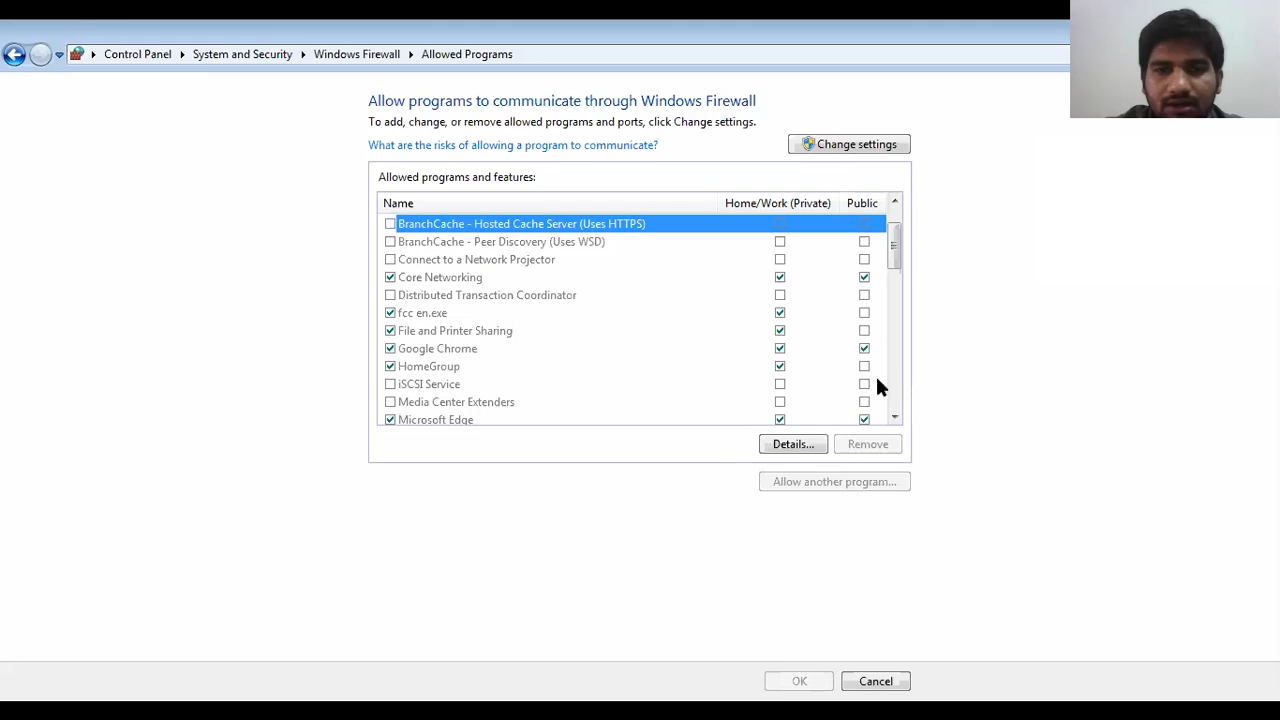 Control Panel System and Security Windows Firewall Allowed Programs
Allow programs to communicate through Windows Firewall
To add, change, or remove allowed programs and ports, click Change settings.
What are the risks of allowing a program to communicate?
Change settings
Allowed programs and features:
Name Home/Work (Private) Public
BranchCache - Hosted Cache Server (Uses HTTPS)
BranchCache - Peer Discovery (Uses WSD)
Connect to a Network Projector
Core Networking
Distributed Transaction Coordinator
fcc en.exe
File and Printer Sharing
Google Chrome
HomeGroup
iSCSI Service
Media Center Extenders
Microsoft Edge
Details... Remove
Allow another program...
OK Cancel